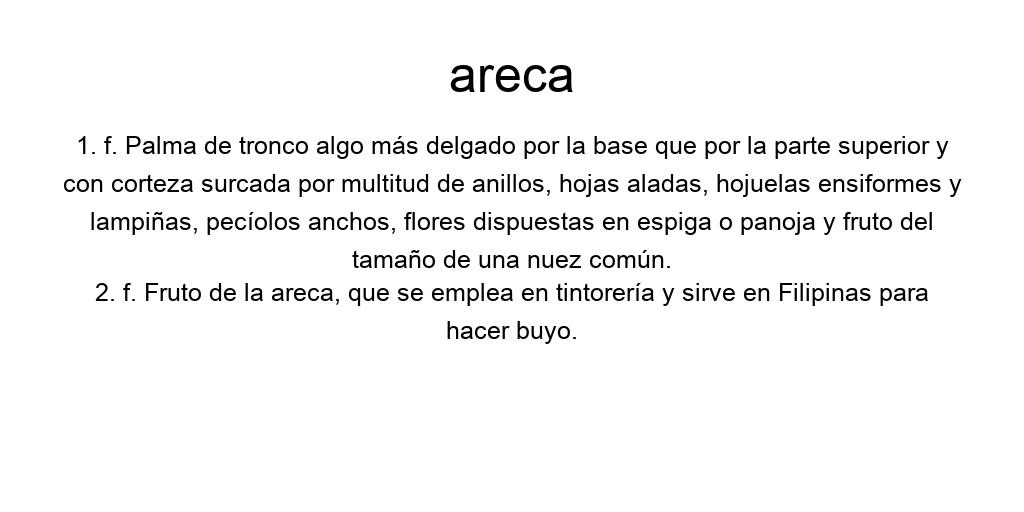 areca
1. f. Palma de tronco algo más delgado por la base que por la parte superior y
con corteza surcada por multitud de anillos, hojas aladas, hojuelas ensiformes y
lampiñas, pecíolos anchos, flores dispuestas en espiga o panoja y fruto del
tamaño de una nuez común.
2. f. Fruto de la areca, que se emplea en tintorería y sirve en Filipinas para
hacer buyo.